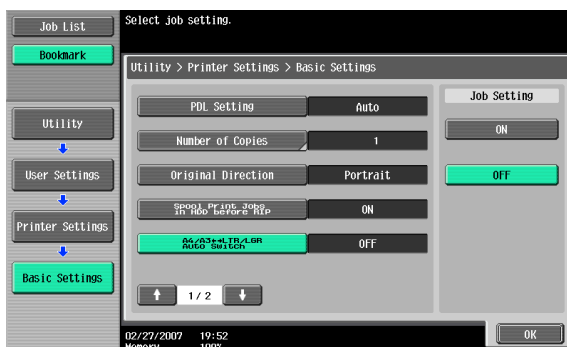 Job List
Select job setting.
Bookmark
Utility > Printer Settings > Basic Settings
Job Setting
PDL Setting
Auto
ON
Number of Copies
1
Utility
User Settings
Original Direction
Portrait
OFF
Spool Print Jobs
in HDD before RIP
ON
Printer Settings
A4/A3↔LTR/LGR
Auto Switch
OFF
Basic Settings
1/ 2
02/27/2007 19:52
Memory 100%
OK